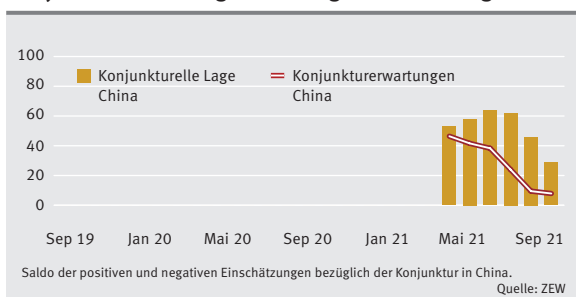 100
80
60
40
20
0
Konjunkturelle Lage China
Konjunkturerwartungen China
Sep 19 Jan 20 Mai 20 Sep 20 Jan 21 Mai 21 Sep 21
Saldo der positiven und negativen Einschätzungen bezüglich der Konjunktur in China.
Quelle: ZEW